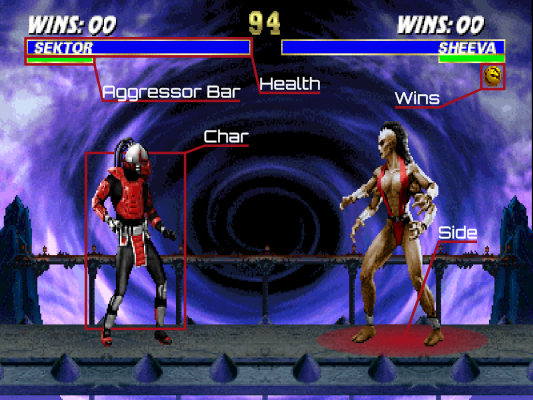 WINS: 00
94
WINS: 00
SEKTOR
SHEEVA
Aggressor Bar
Health
Wins
Char
Side